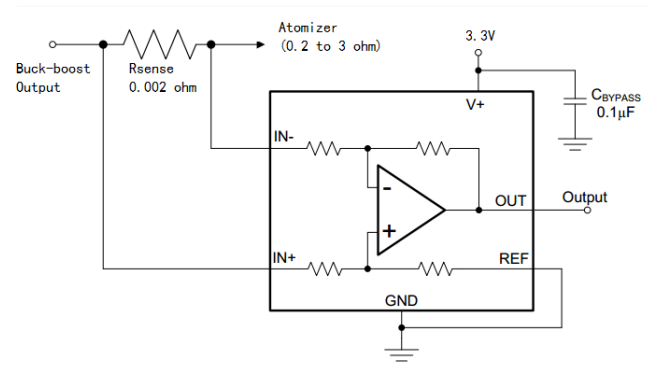 Atomizer
(0.2 to 3 ohm)
3.3V
Buck-boost
Output
Rsense
0.002 ohm
V+
CBYPASS
0.1µF
IN-
-
OUT
Output
+
IN+
REF
GND